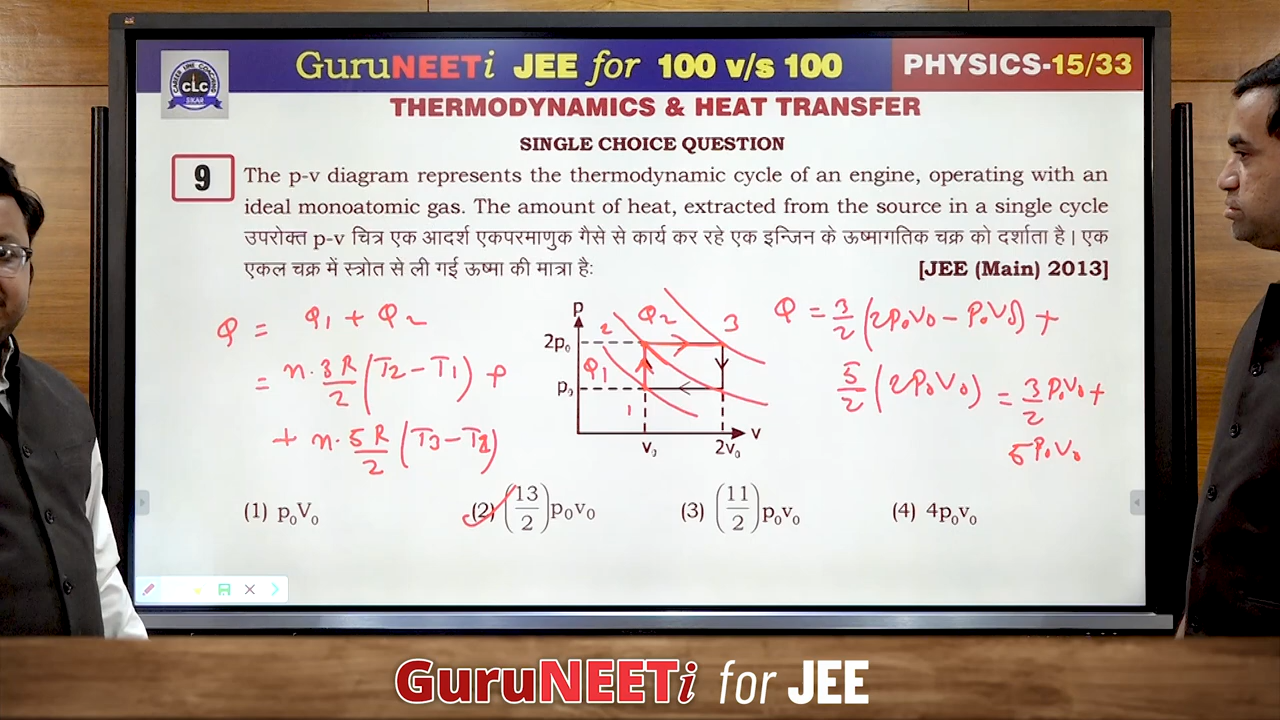 GuruNEETi JEE for 100 v/s 100
PHYSICS-15/33
CAREER LINE COACHING
CLC
SIKAR
THERMODYNAMICS & HEAT TRANSFER
SINGLE CHOICE QUESTION
9
The p-v diagram represents the thermodynamic cycle of an engine, operating with an
ideal monoatomic gas. The amount of heat, extracted from the source in a single cycle
उपरोक्त p-v चित्र एक आदर्श एकपरमाणुक गैसे से कार्य कर रहे एक इन्जिन के ऊष्मागतिक चक्र को दर्शाता है। एक
एकल चक्र में स्त्रोत से ली गई ऊष्मा की मात्रा है:
[JEE (Main) 2013]
Q = Q₁ + Q₂
= n. 3R/2 (T₂ – T₁) +
+ n. 5R/2 (T₃ – T₂)
p
2p₀
p₀
v₀
2v₀
v
Q₁
Q₂
1
2
3
Q = 3/2 (2P₀V₀ – P₀V₀) +
5/2 (2P₀V₀) = 3/2 P₀V₀ +
5P₀V₀
(1) p₀V₀
(2) (13/2) p₀v₀
(3) (11/2) p₀v₀
(4) 4p₀v₀
GuruNEETi for JEE